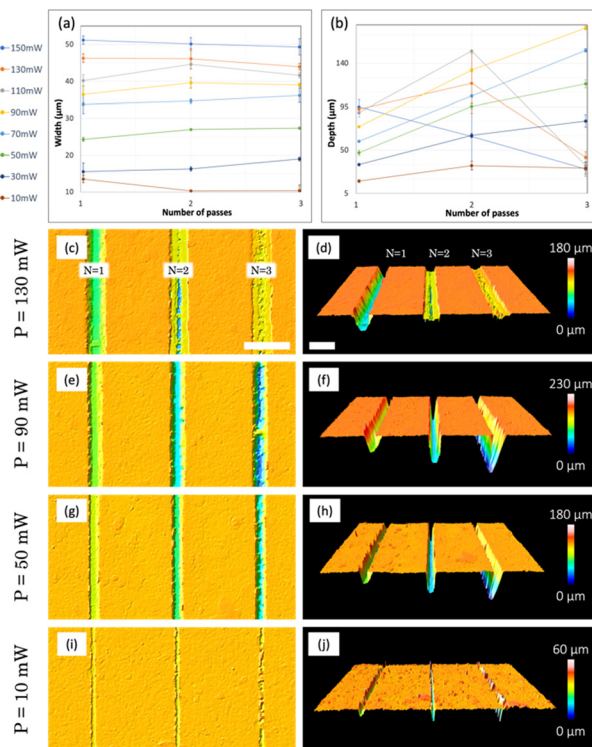 (a)
(b)
150mW
130mW
110mW
90mW
70mW
50mW
30mW
10mW
Width (μm)
50
40
30
20
10
1
2
3
Number of passes
Depth (μm)
140
95
50
5
1
2
3
Number of passes
P = 130 mW
(c)
N=1
N=2
N=3
(d)
N=1
N=2
N=3
180 μm
0 μm
P = 90 mW
(e)
(f)
230 μm
0 μm
P = 50 mW
(g)
(h)
180 μm
0 μm
P = 10 mW
(i)
(j)
60 μm
0 μm